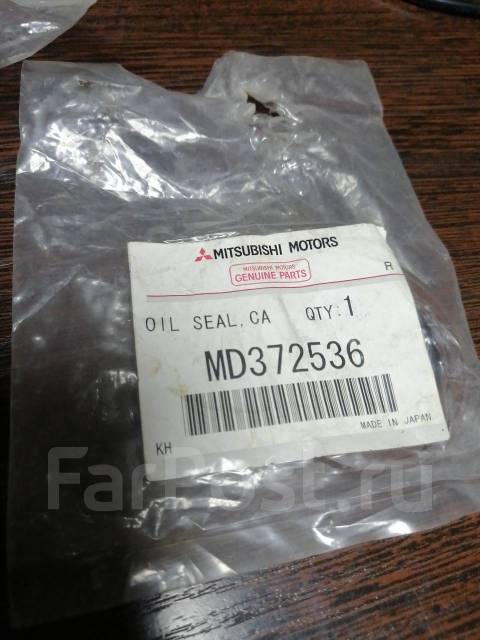 MITSUBISHI MOTORS
MITSUBISHI MOTORS
GENUINE PARTS
R
OIL SEAL, CA QTY:1
MD372536
KH
MADE IN JAPAN
FarPost.ru